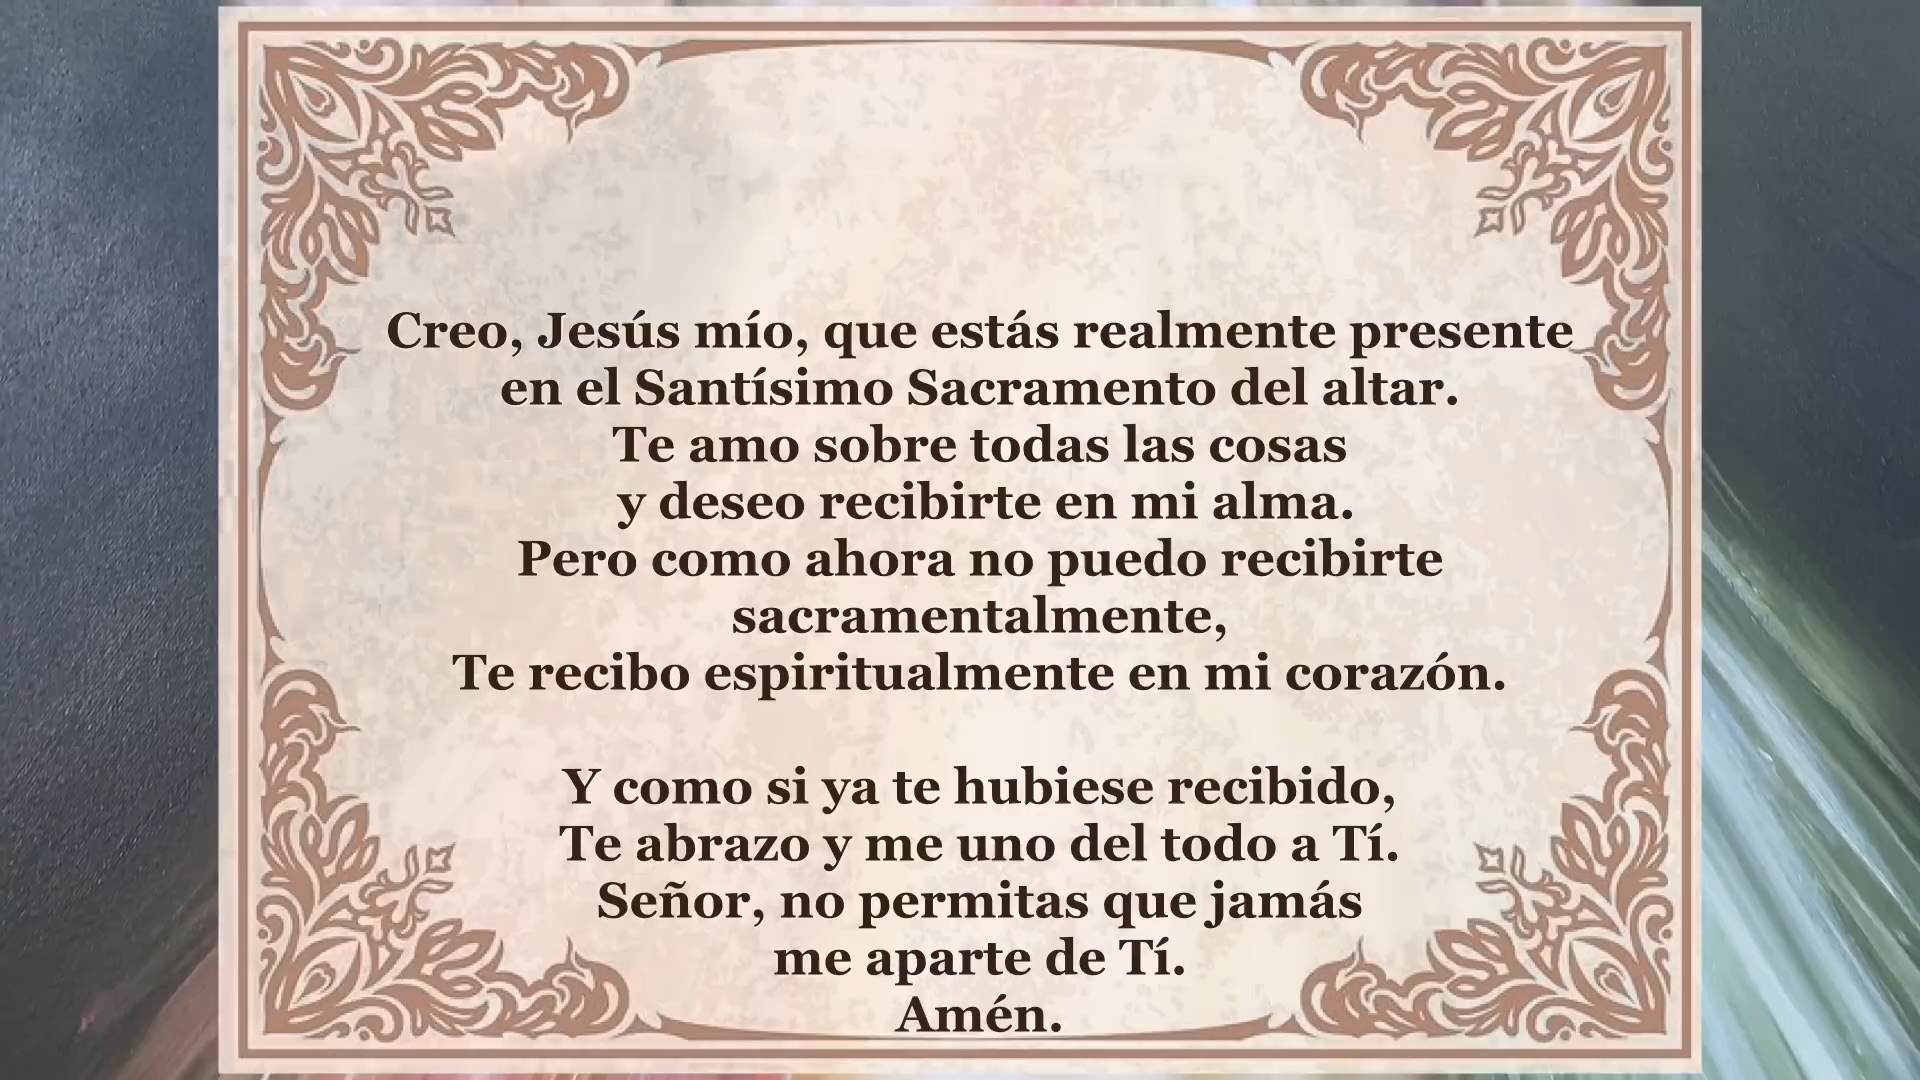 Creo, Jesús mío, que estás realmente presente
en el Santísimo Sacramento del altar.
Te amo sobre todas las cosas
y deseo recibirte en mi alma.
Pero como ahora no puedo recibirte
sacramentalmente,
Te recibo espiritualmente en mi corazón.
Y como si ya te hubiese recibido,
Te abrazo y me uno del todo a Tí.
Señor, no permitas que jamás
me aparte de Tí.
Amén.